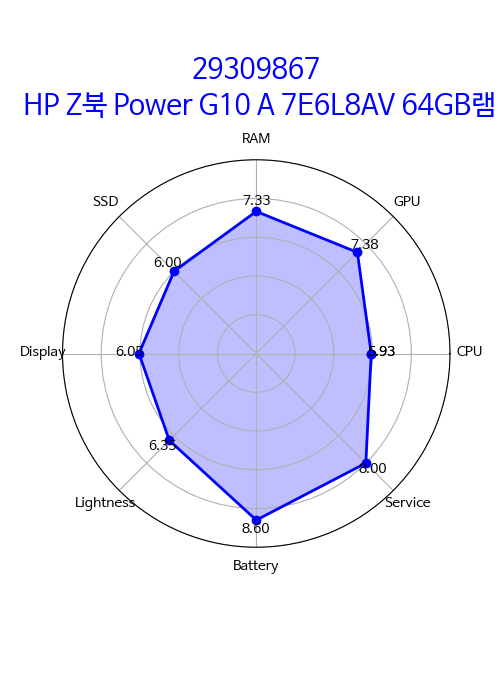 29309867
HP Z북 Power G10 A 7E6L8AV 64GB램
RAM
SSD
GPU
7.33
7.38
6.00
Display
6.05
5.93
CPU
6.35
8.00
Lightness
Service
8.60
Battery